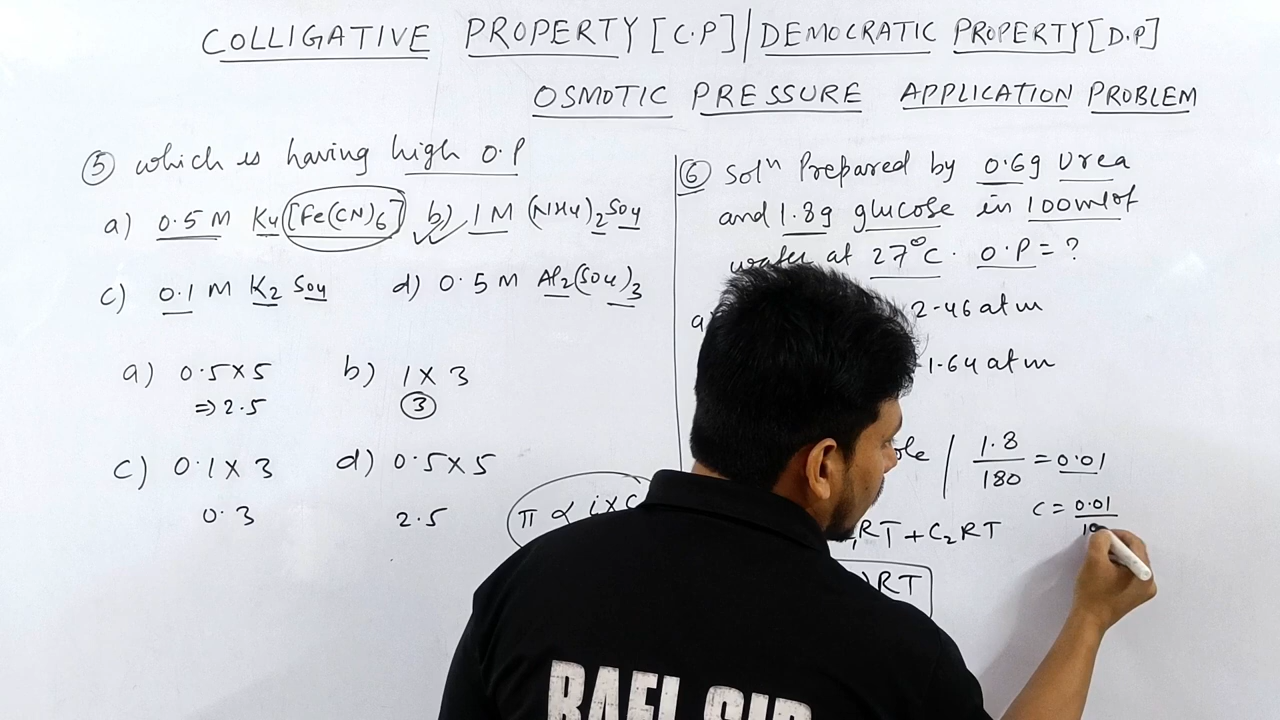 COLLIGATIVE PROPERTY [C.P] / DEMOCRATIC PROPERTY [D.P]
OSMOTIC PRESSURE APPLICATION PROBLEM
⑤ which is having high O.P
a) 0.5 M K4[Fe(CN)6] b) 1M (NH4)2SO4
c) 0.1 M K2SO4 d) 0.5 M Al2(SO4)3
a) 0.5×5 b) 1×3
⇒ 2.5 ③
c) 0.1×3 d) 0.5×5
0.3 2.5
π ∝ i×C
⑥ Solⁿ Prepared by 0.6g Urea
and 1.8g glucose in 100ml of
water at 27°C. O.P = ?
a
2.46 atm
1.64 atm
1.8/180 = 0.01
C = 0.01/10
RT + C2RT
)RT
RAFI SIR